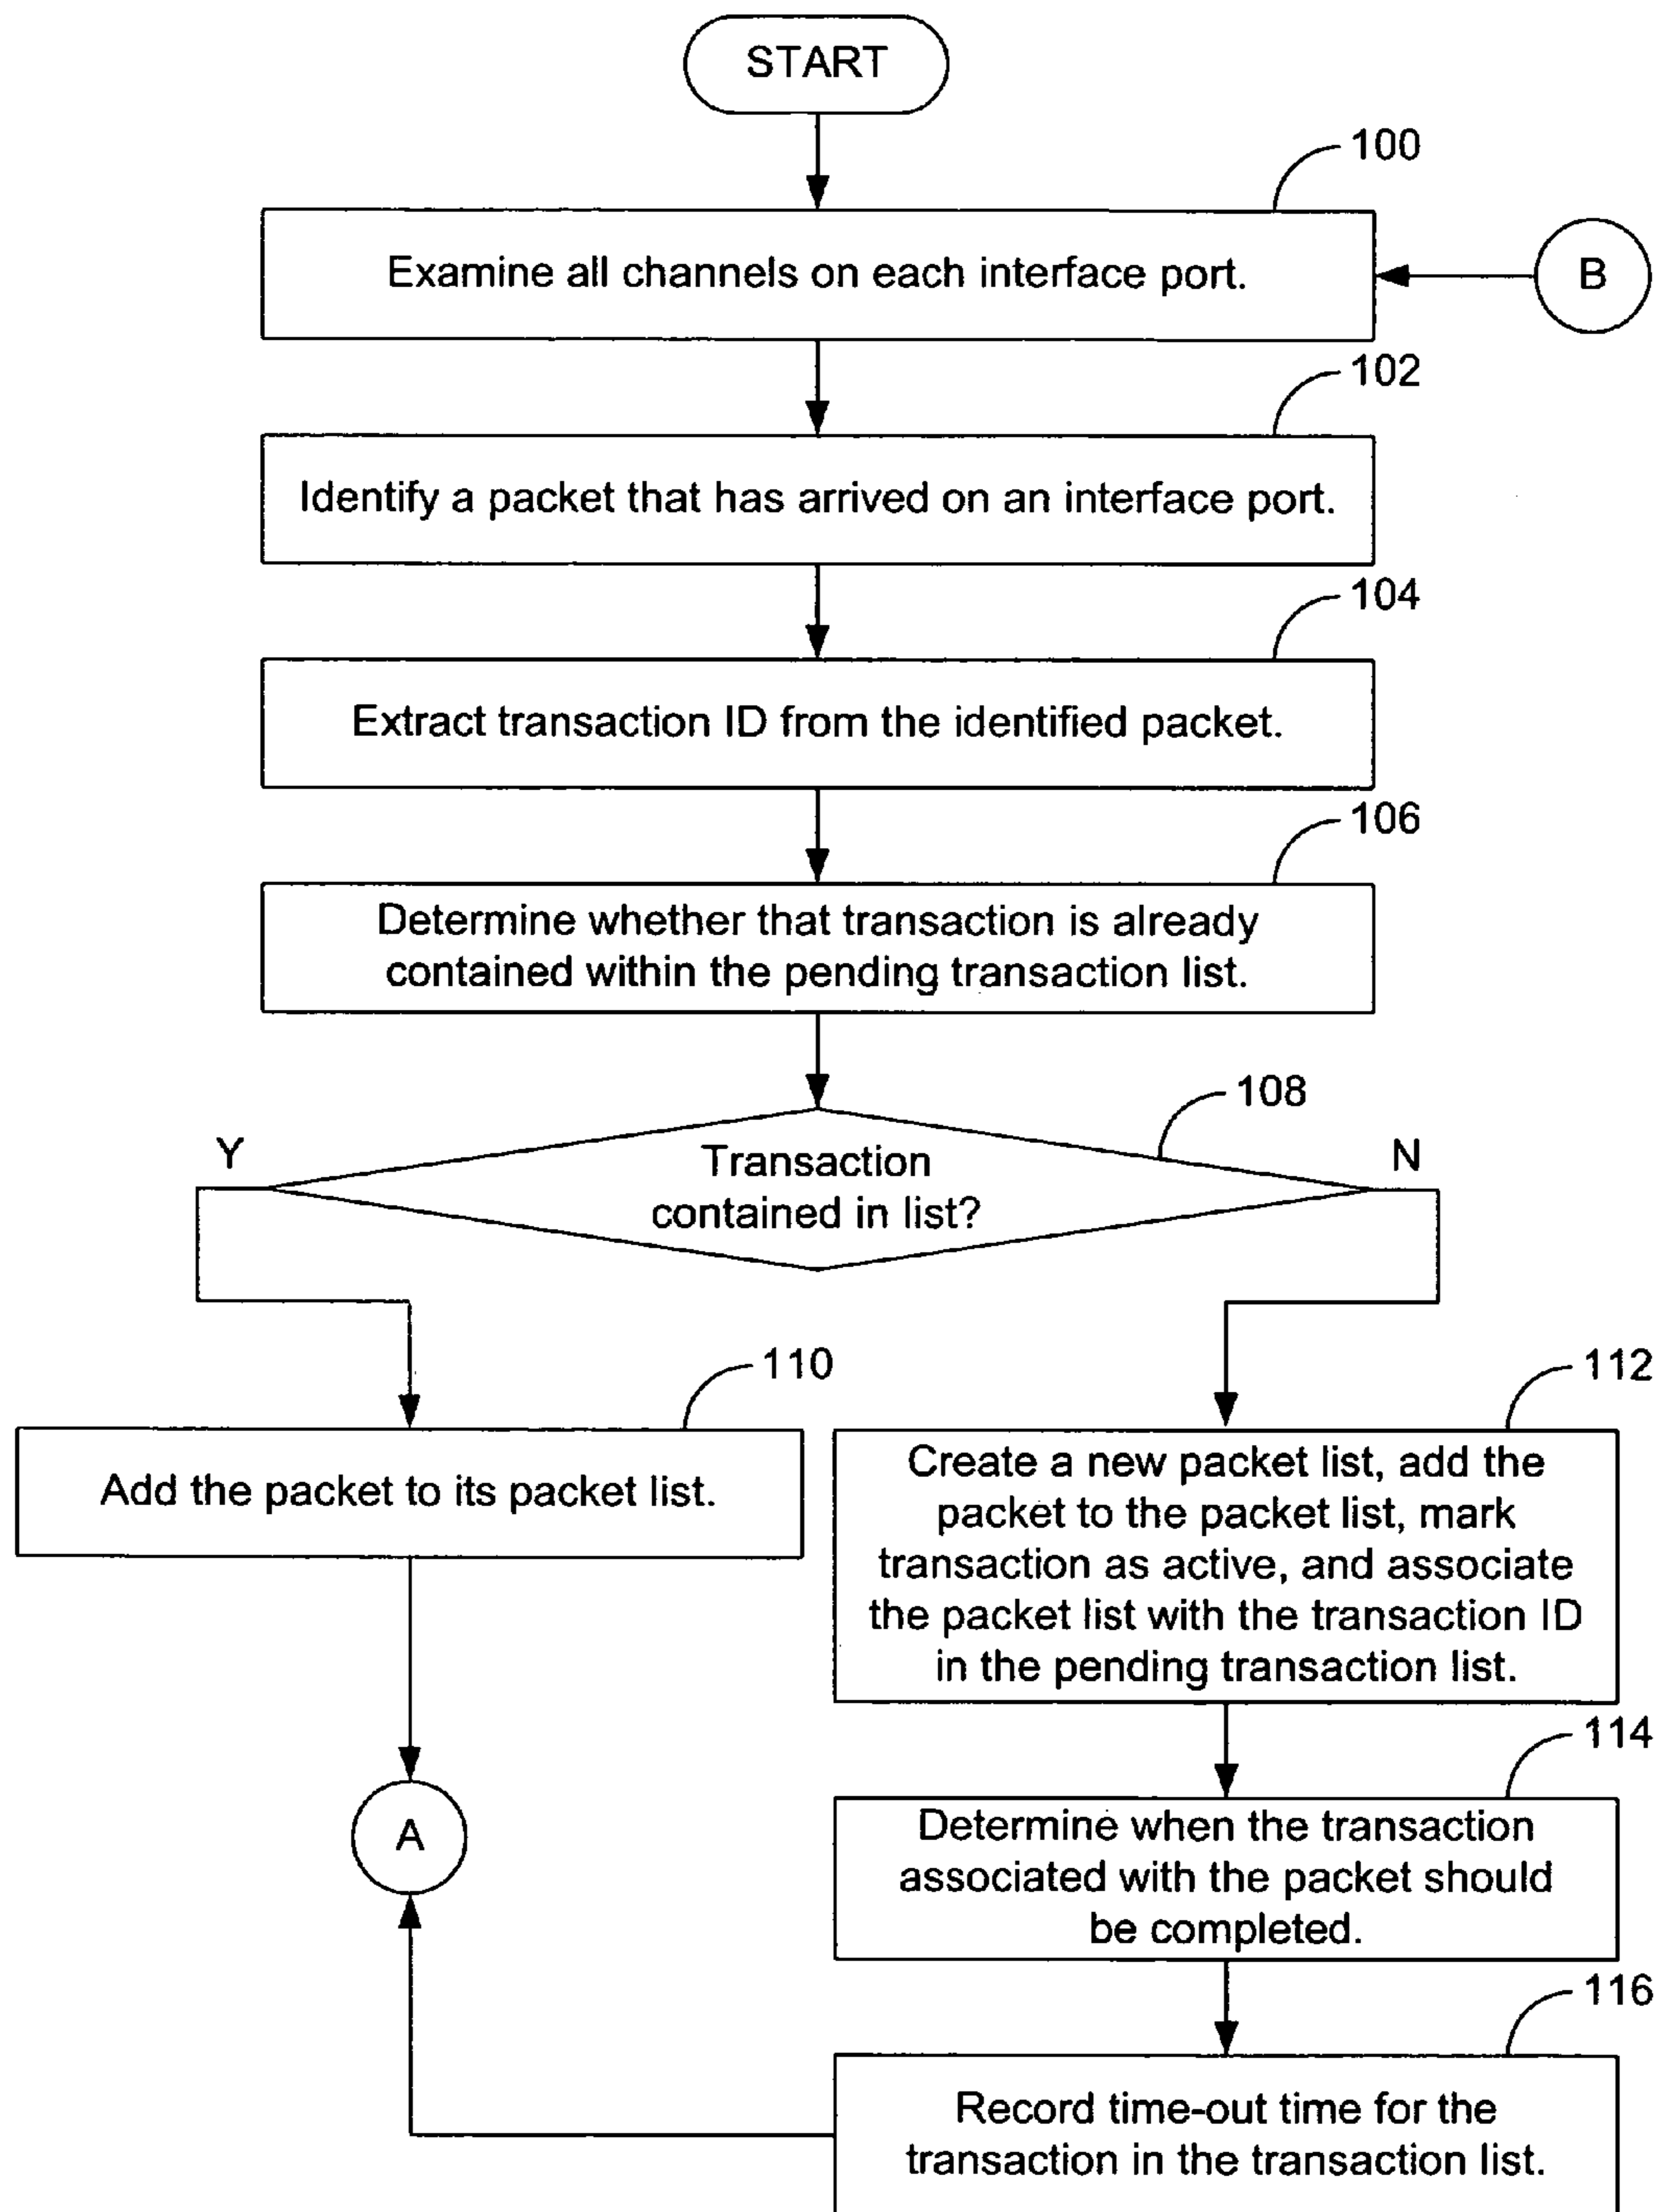 START
100
Examine all channels on each interface port.
B
102
Identify a packet that has arrived on an interface port.
104
Extract transaction ID from the identified packet.
106
Determine whether that transaction is already
contained within the pending transaction list.
108
Y
Transaction
contained in list?
N
110
Add the packet to its packet list.
112
Create a new packet list, add the
packet to the packet list, mark
transaction as active, and associate
the packet list with the transaction ID
in the pending transaction list.
114
Determine when the transaction
associated with the packet should
be completed.
A
116
Record time-out time for the
transaction in the transaction list.